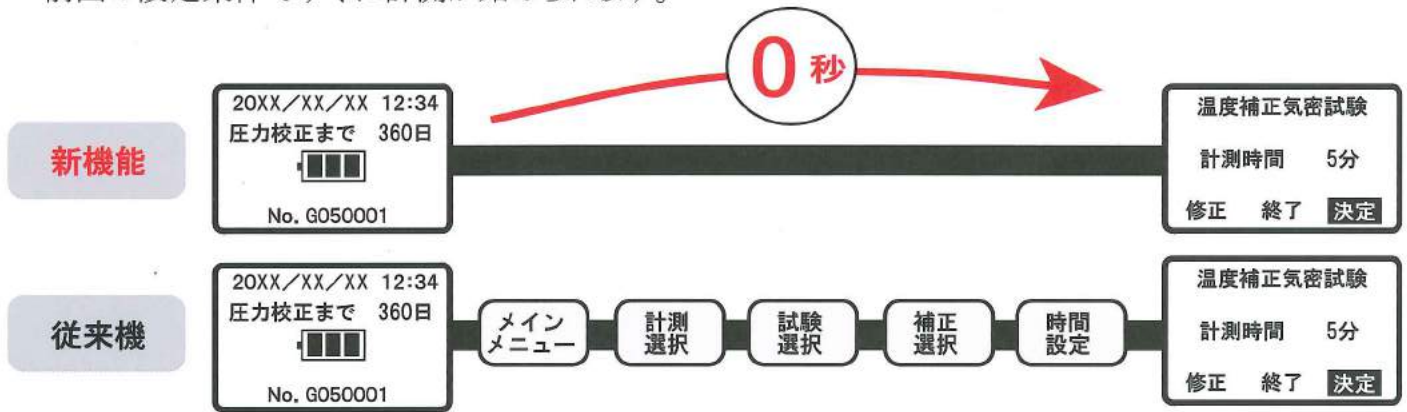 0秒
新機能
20XX／XX／XX 12:34
圧力校正まで 360日
No. G050001
温度補正気密試験
計測時間 5分
修正 終了 決定
従来機
20XX／XX／XX 12:34
圧力校正まで 360日
No. G050001
メイン
メニュー
計測
選択
試験
選択
補正
選択
時間
設定
温度補正気密試験
計測時間 5分
修正 終了 決定